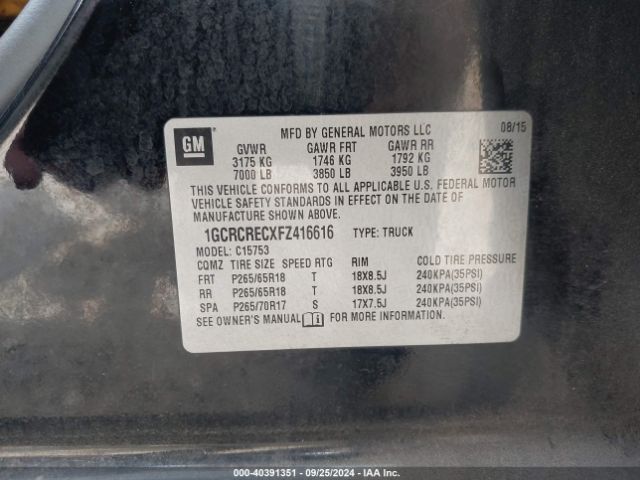 GM
MFD BY GENERAL MOTORS LLC
08/15
GVWR GAWR FRT GAWR RR
3175 KG 1746 KG 1792 KG
7000 LB 3850 LB 3950 LB
THIS VEHICLE CONFORMS TO ALL APPLICABLE U.S. FEDERAL MOTOR
VEHICLE SAFETY STANDARDS IN EFFECT ON THE DATE OF
MANUFACTURE SHOWN ABOVE.
1GCRCRECXFZ416616 TYPE: TRUCK
MODEL: C15753
CQMZ TIRE SIZE SPEED RTG RIM COLD TIRE PRESSURE
FRT P265/65R18 T 18X8.5J 240KPA(35PSI)
RR P265/65R18 T 18X8.5J 240KPA(35PSI)
SPA P265/70R17 S 17X7.5J 240KPA(35PSI)
SEE OWNER'S MANUAL FOR MORE INFORMATION.
000-40391351 - 09/25/2024 - IAA Inc.